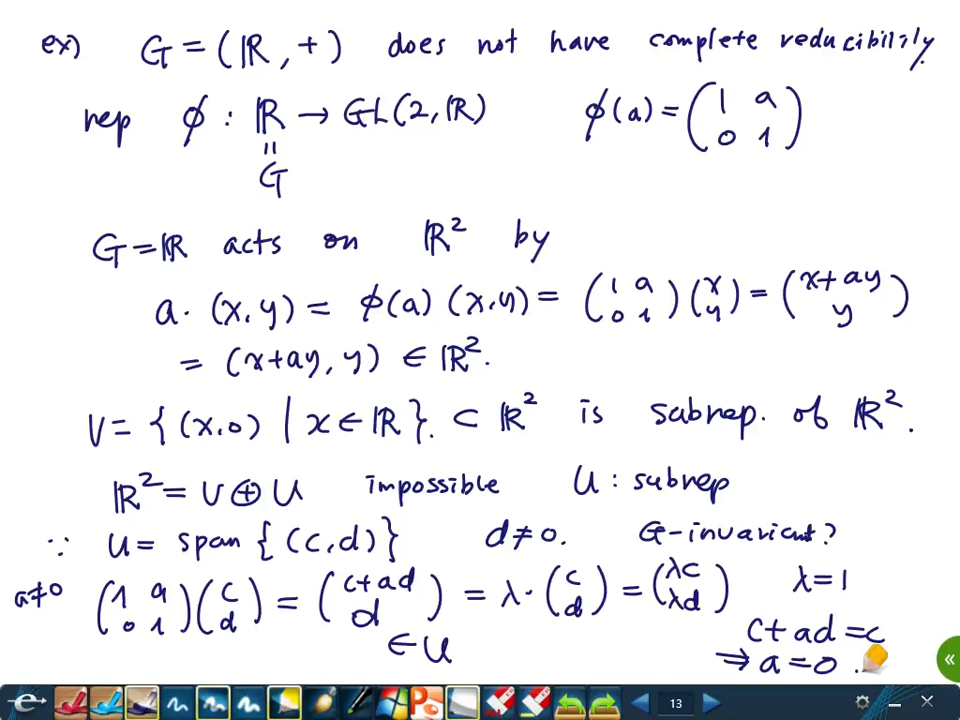 ex) G = (ℝ, +) does not have complete reducibility.
rep ϕ : ℝ → GL(2, ℝ) ϕ(a) = (1 a
0 1)
=
G
G = ℝ acts on ℝ² by
a · (x, y) = ϕ(a) (x, y) = (1 a
0 1)(x
y) = (x+ay
y)
= (x+ay, y) ∈ ℝ².
V = { (x, 0) | x ∈ ℝ }. ⊂ ℝ² is subrep. of ℝ².
ℝ² = V ⊕ U impossible U : subrep
∵ U = span { (c, d) } d ≠ 0. G-invariant?
a≠0 (1 a
0 1)(c
d) = (c+ad
d) = λ · (c
d) = (λc
λd) λ = 1
∈ U
c + ad = c
⇒ a = 0 .
13